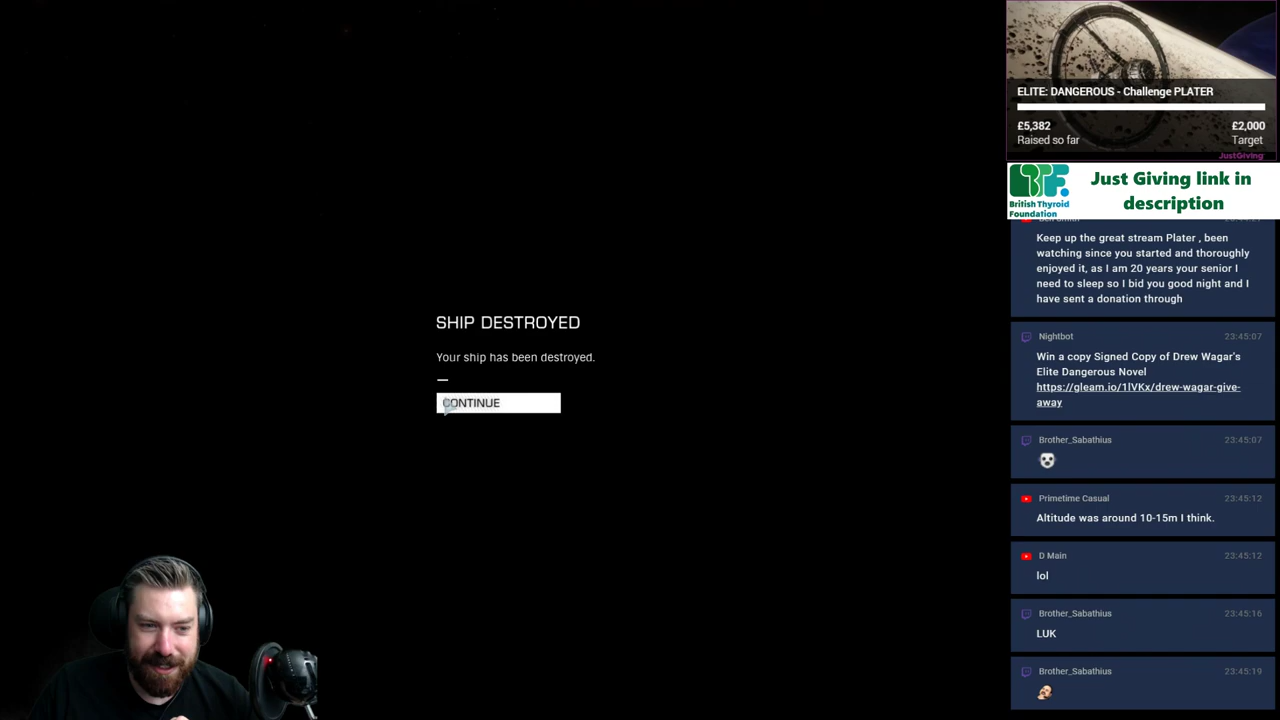 ELITE: DANGEROUS - Challenge PLATER
£5,382
£2,000
Raised so far
Target
JustGiving
British Thyroid
Foundation
Just Giving link in
description
SHIP DESTROYED
Your ship has been destroyed.
CONTINUE
Keep up the great stream Plater , been
watching since you started and thoroughly
enjoyed it, as I am 20 years your senior I
need to sleep so I bid you good night and I
have sent a donation through
Nightbot
23:45:07
Win a copy Signed Copy of Drew Wagar's
Elite Dangerous Novel
https://gleam.io/1lVKx/drew-wagar-give-
away
Brother_Sabathius
23:45:07
Primetime Casual
23:45:12
Altitude was around 10-15m I think.
D Main
23:45:12
lol
Brother_Sabathius
23:45:16
LUK
Brother_Sabathius
23:45:19